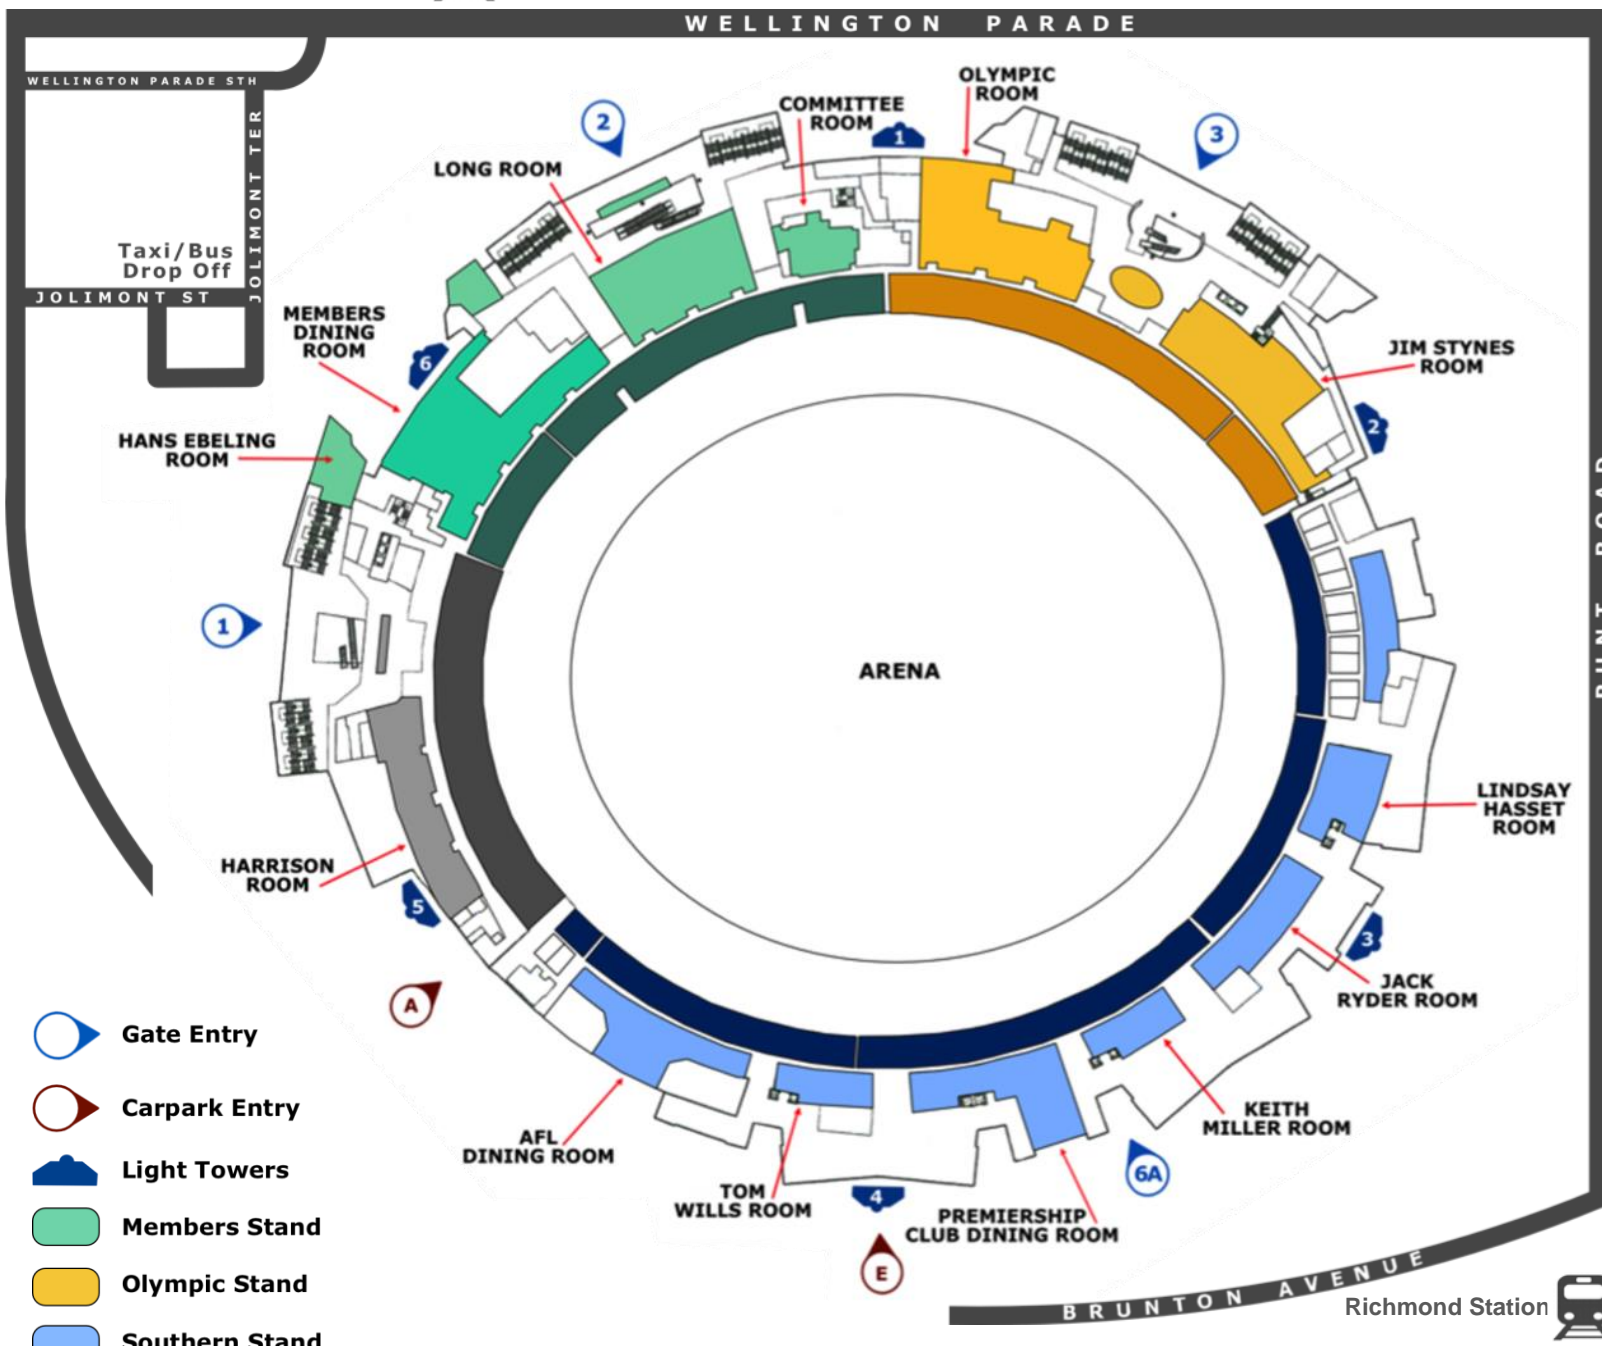 WELLINGTON PARADE
WELLINGTON PARADE STH
JOLIMONT TER
Taxi/Bus
Drop Off
JOLIMONT ST
OLYMPIC
ROOM
COMMITTEE
ROOM
1
2
3
LONG ROOM
MEMBERS
DINING
ROOM
6
JIM STYNES
ROOM
2
HANS EBELING
ROOM
1
ARENA
ROAD
LINDSAY
HASSET
ROOM
HARRISON
ROOM
5
3
JACK
RYDER ROOM
A
KEITH
MILLER ROOM
AFL
DINING ROOM
TOM
WILLS ROOM
4
6A
PREMIERSHIP
CLUB DINING ROOM
E
BRUNTON AVENUE
Richmond Station
Gate Entry
Carpark Entry
Light Towers
Members Stand
Olympic Stand
Southern Stand